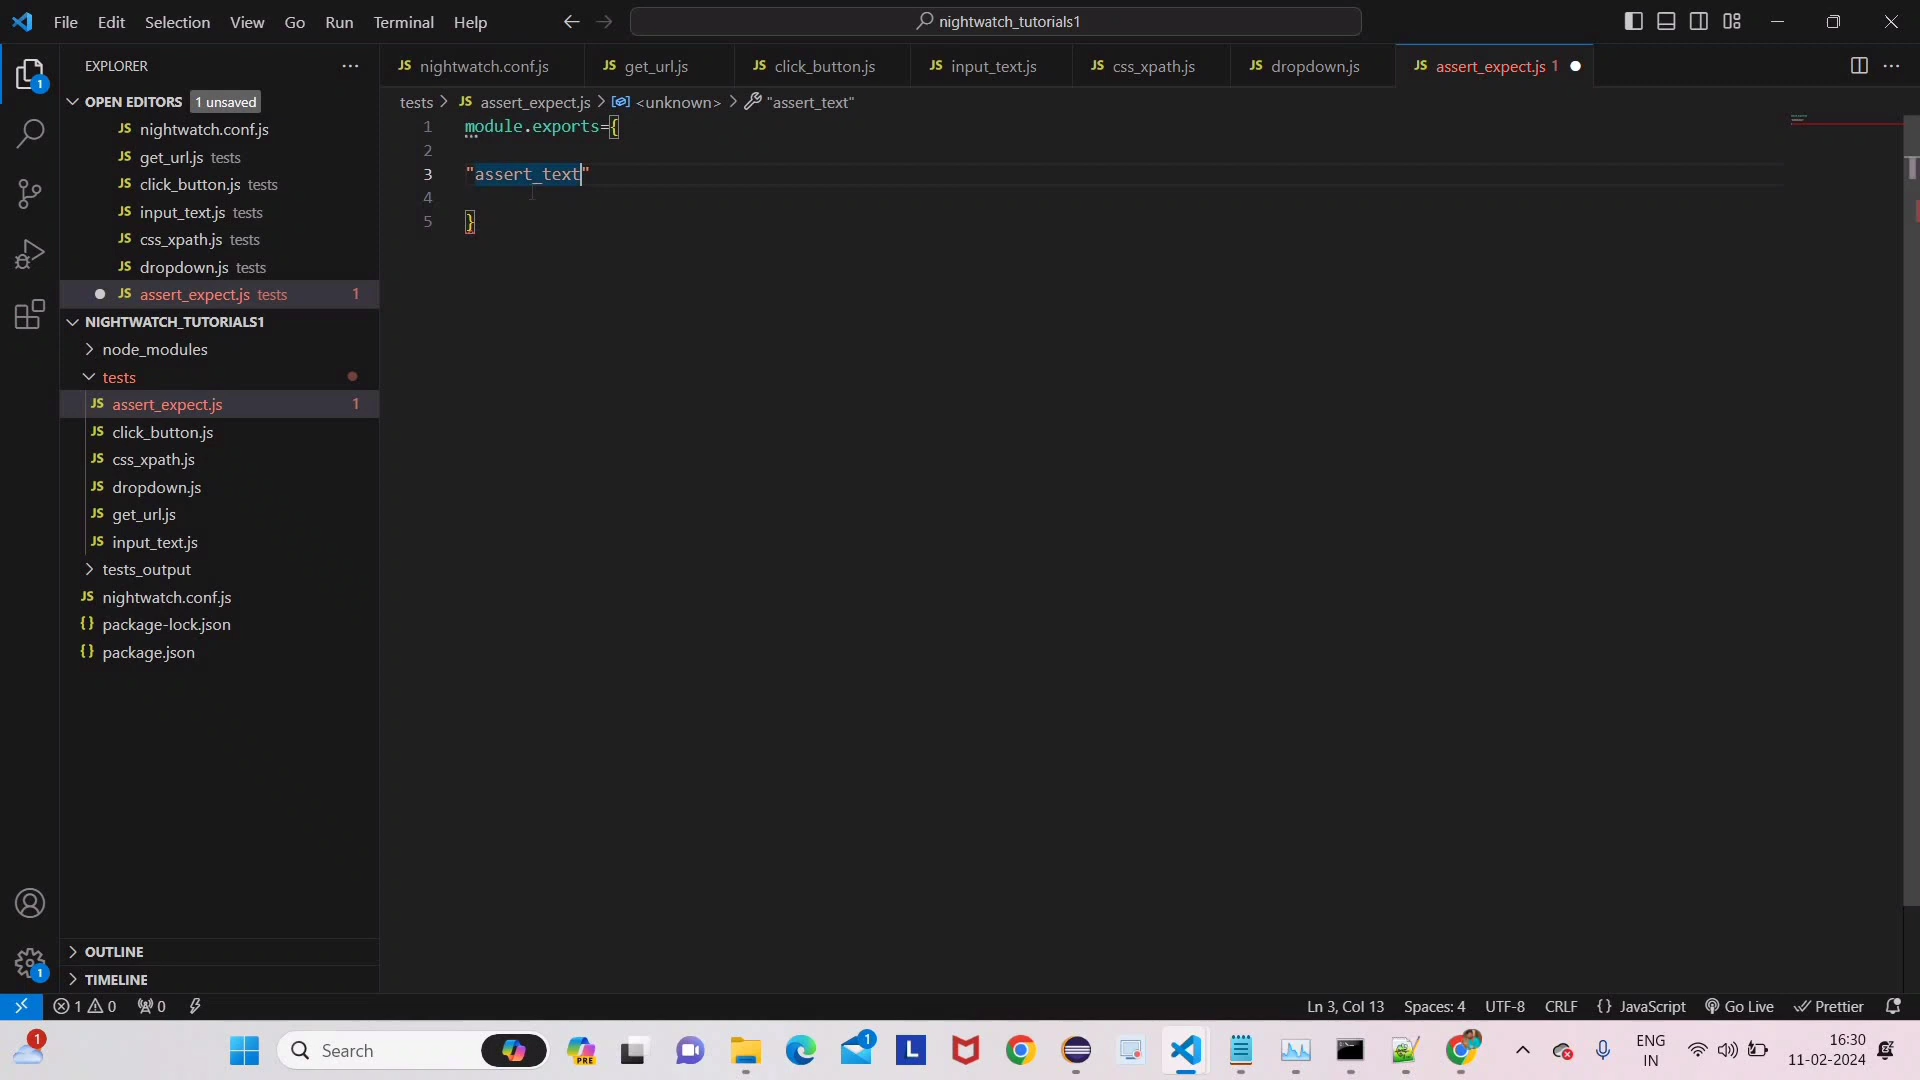 File Edit Selection View Go Run Terminal Help
nightwatch_tutorials1
EXPLORER
OPEN EDITORS 1 unsaved
JS nightwatch.conf.js
JS get_url.js tests
JS click_button.js tests
JS input_text.js tests
JS css_xpath.js tests
JS dropdown.js tests
JS assert_expect.js tests 1
NIGHTWATCH_TUTORIALS1
node_modules
tests
JS assert_expect.js 1
JS click_button.js
JS css_xpath.js
JS dropdown.js
JS get_url.js
JS input_text.js
tests_output
JS nightwatch.conf.js
{} package-lock.json
{} package.json
OUTLINE
TIMELINE
JS nightwatch.conf.js JS get_url.js JS click_button.js JS input_text.js JS css_xpath.js JS dropdown.js JS assert_expect.js 1
tests > JS assert_expect.js > <unknown> > "assert_text"
1 module.exports={
2
3 "assert_text"
4
5 }
1
1
1 0 0 Ln 3, Col 13 Spaces: 4 UTF-8 CRLF {} JavaScript Go Live Prettier
1 Search PRE 1 L ENG 16:30
IN 11-02-2024